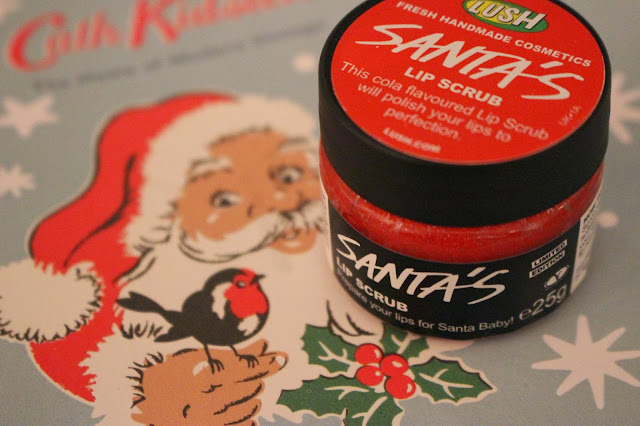 Cath Kidston
LUSH
FRESH HANDMADE COSMETICS
SANTA'S
LIP SCRUB
This cola flavoured Lip Scrub
will polish your lips to
perfection.
LUSH.COM
SANTA'S
LIP SCRUB
your lips for Santa Baby!
LIMITED
EDITION
e25g